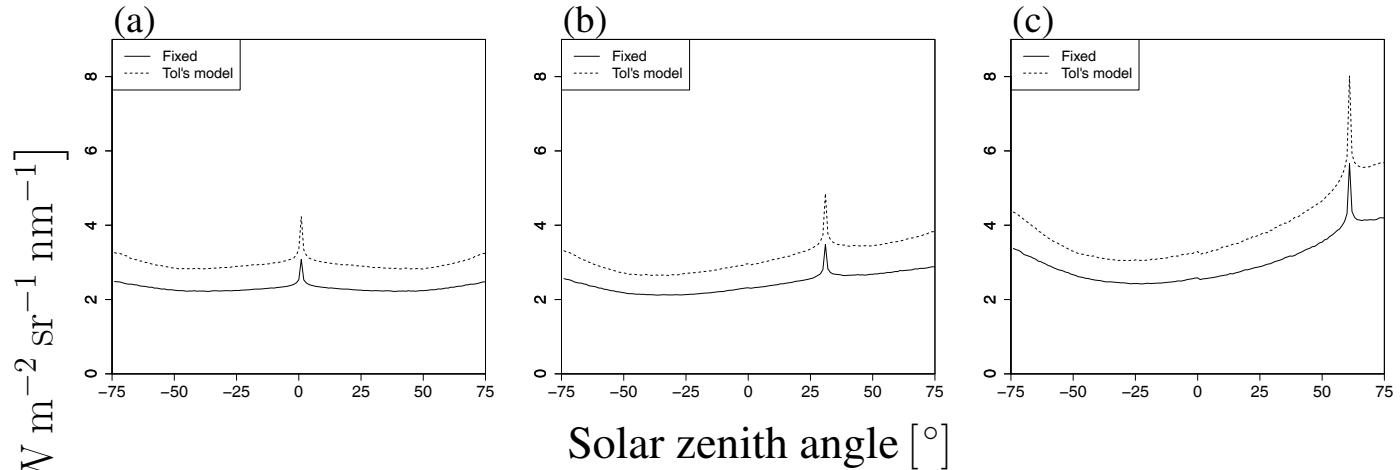 (a)
Fixed
Tol's model
0 2 4 6 8
−75 −50 −25 0 25 50 75
(b)
Fixed
Tol's model
0 2 4 6 8
−75 −50 −25 0 25 50 75
(c)
Fixed
Tol's model
0 2 4 6 8
−75 −50 −25 0 25 50 75
W m⁻² sr⁻¹ nm⁻¹]
Solar zenith angle [°]